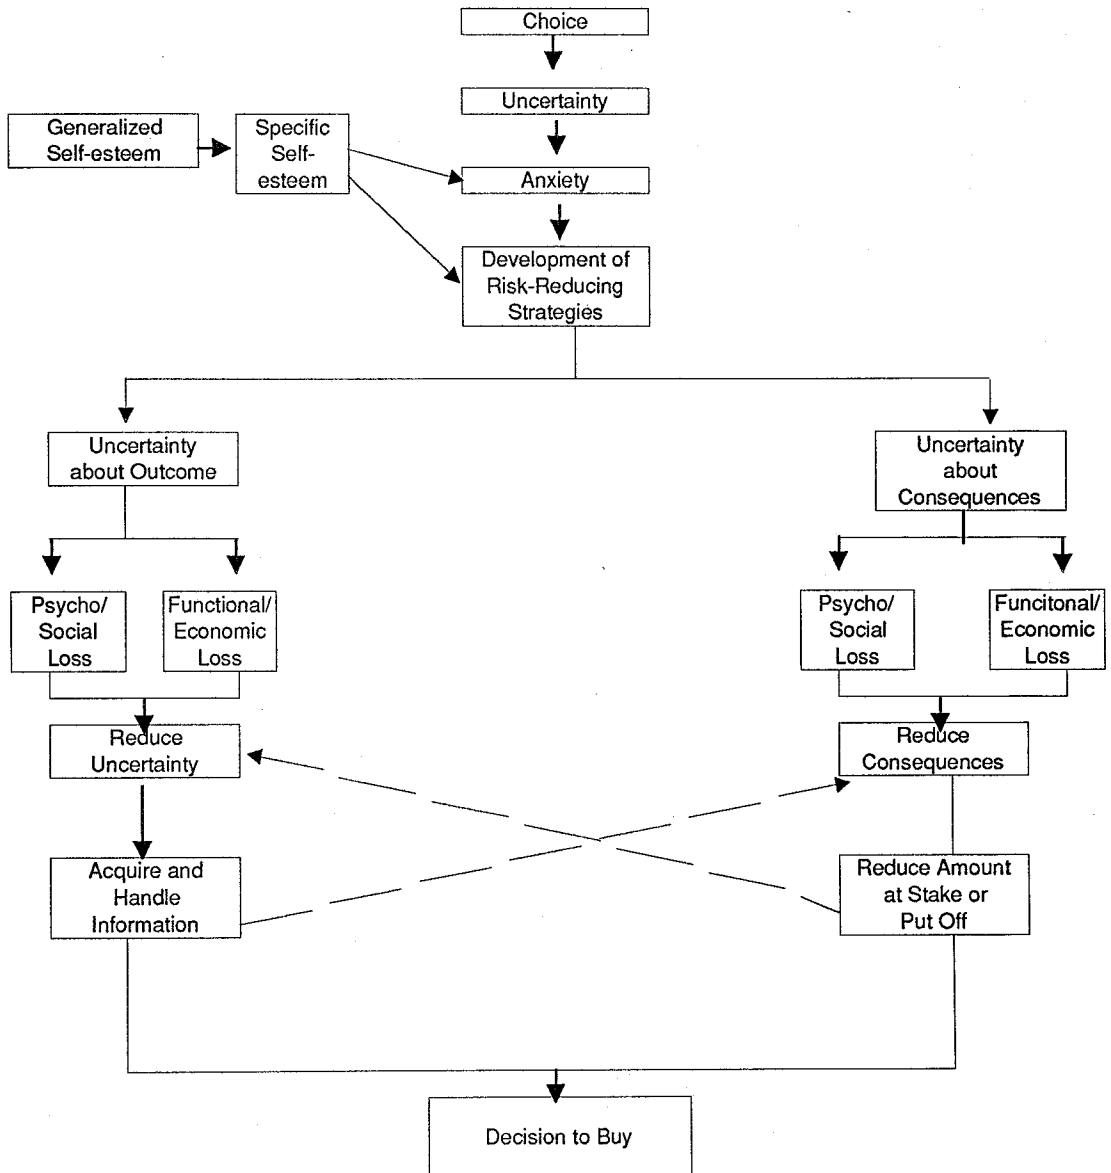 Choice
Uncertainty
Generalized
Self-esteem
Specific
Self-
esteem
Anxiety
Development of
Risk-Reducing
Strategies
Uncertainty
about Outcome
Uncertainty
about
Consequences
Psycho/
Social
Loss
Functional/
Economic
Loss
Psycho/
Social
Loss
Funcitonal/
Economic
Loss
Reduce
Uncertainty
Reduce
Consequences
Acquire and
Handle
Information
Reduce Amount
at Stake or
Put Off
Decision to Buy